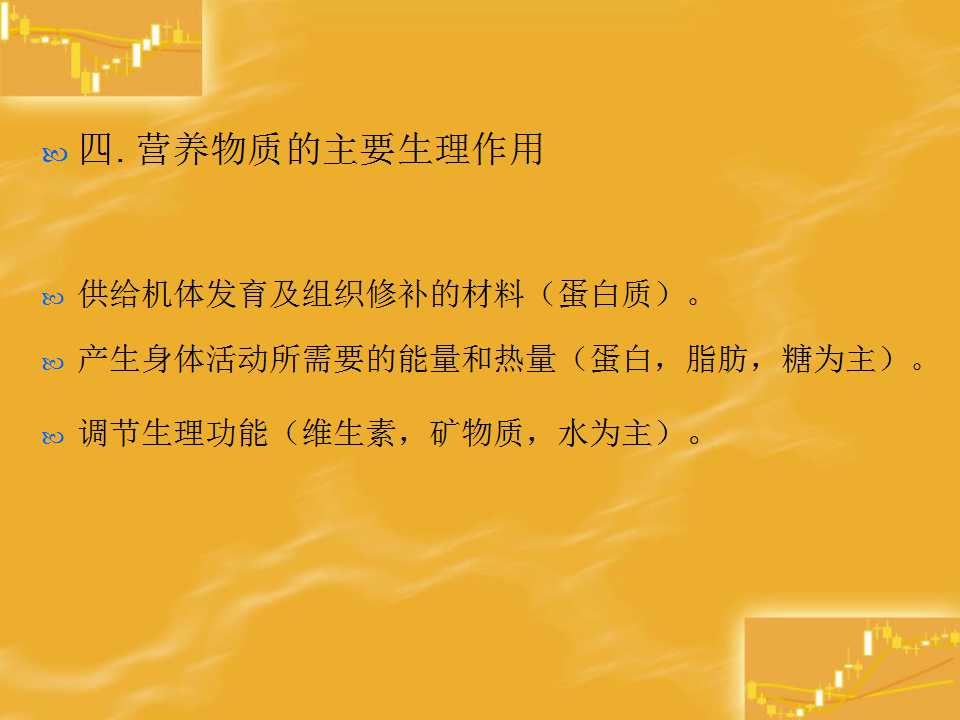 四.营养物质的主要生理作用
供给机体发育及组织修补的材料（蛋白质）。
产生身体活动所需要的能量和热量（蛋白，脂肪，糖为主）。
调节生理功能（维生素，矿物质，水为主）。